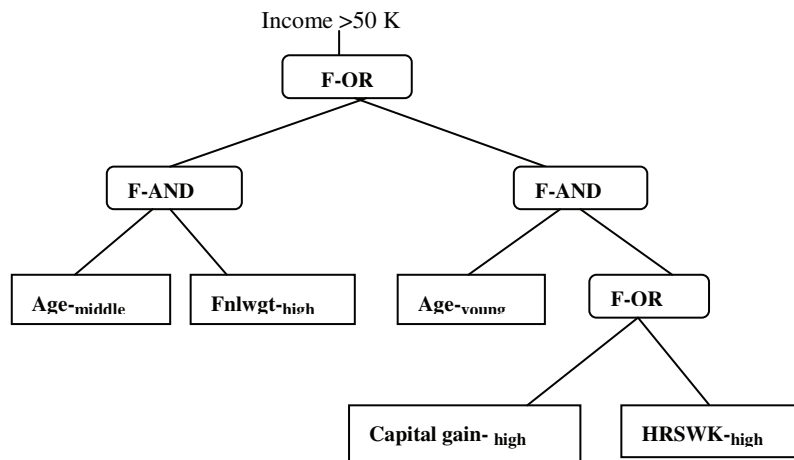 Income >50 K
F-OR
F-AND
F-AND
Age-middle
Fnlwgt-high
Age-young
F-OR
Capital gain- high
HRSWK-high